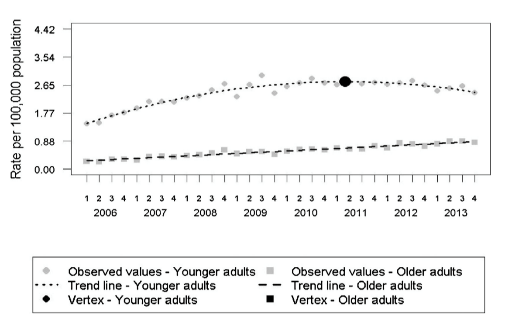 Rate per 100,000 population
4.42
3.54
2.65
1.77
0.88
0.00
1 2 3 4 1 2 3 4 1 2 3 4 1 2 3 4 1 2 3 4 1 2 3 4 1 2 3 4 1 2 3 4
2006 2007 2008 2009 2010 2011 2012 2013
Observed values - Younger adults Observed values - Older adults
Trend line - Younger adults Trend line - Older adults
Vertex - Younger adults Vertex - Older adults